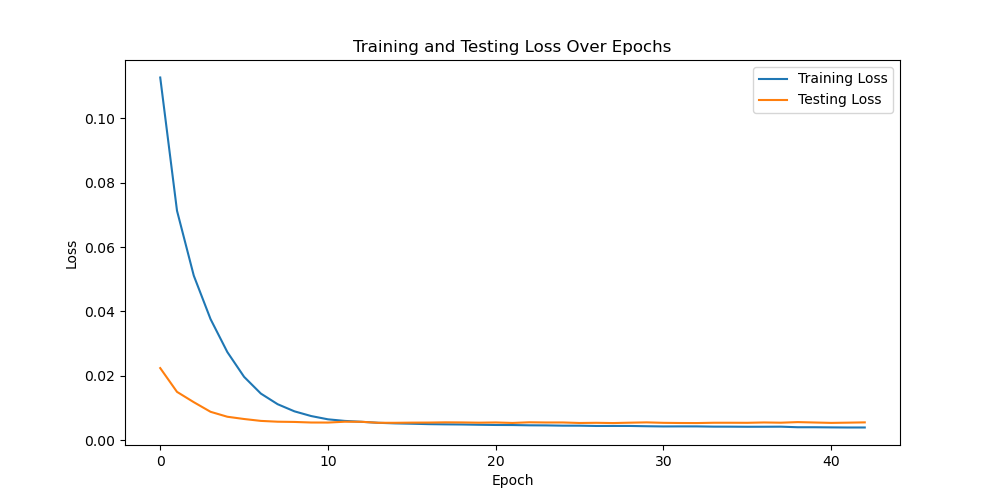 Training and Testing Loss Over Epochs
Training Loss
Testing Loss
0.10
0.08
0.06
0.04
0.02
0.00
Loss
0
10
20
30
40
Epoch